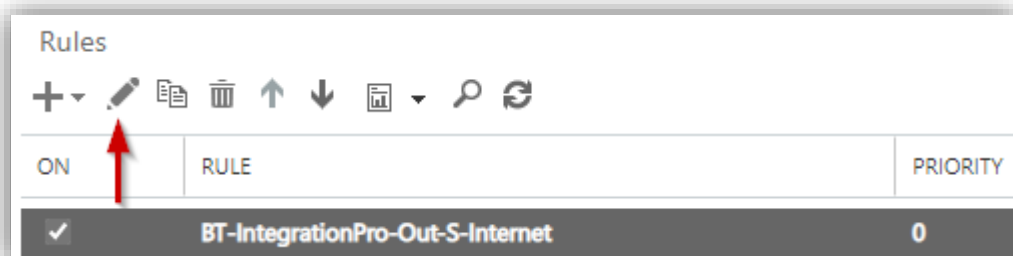 Rules
ON RULE PRIORITY
BT-IntegrationPro-Out-S-Internet 0